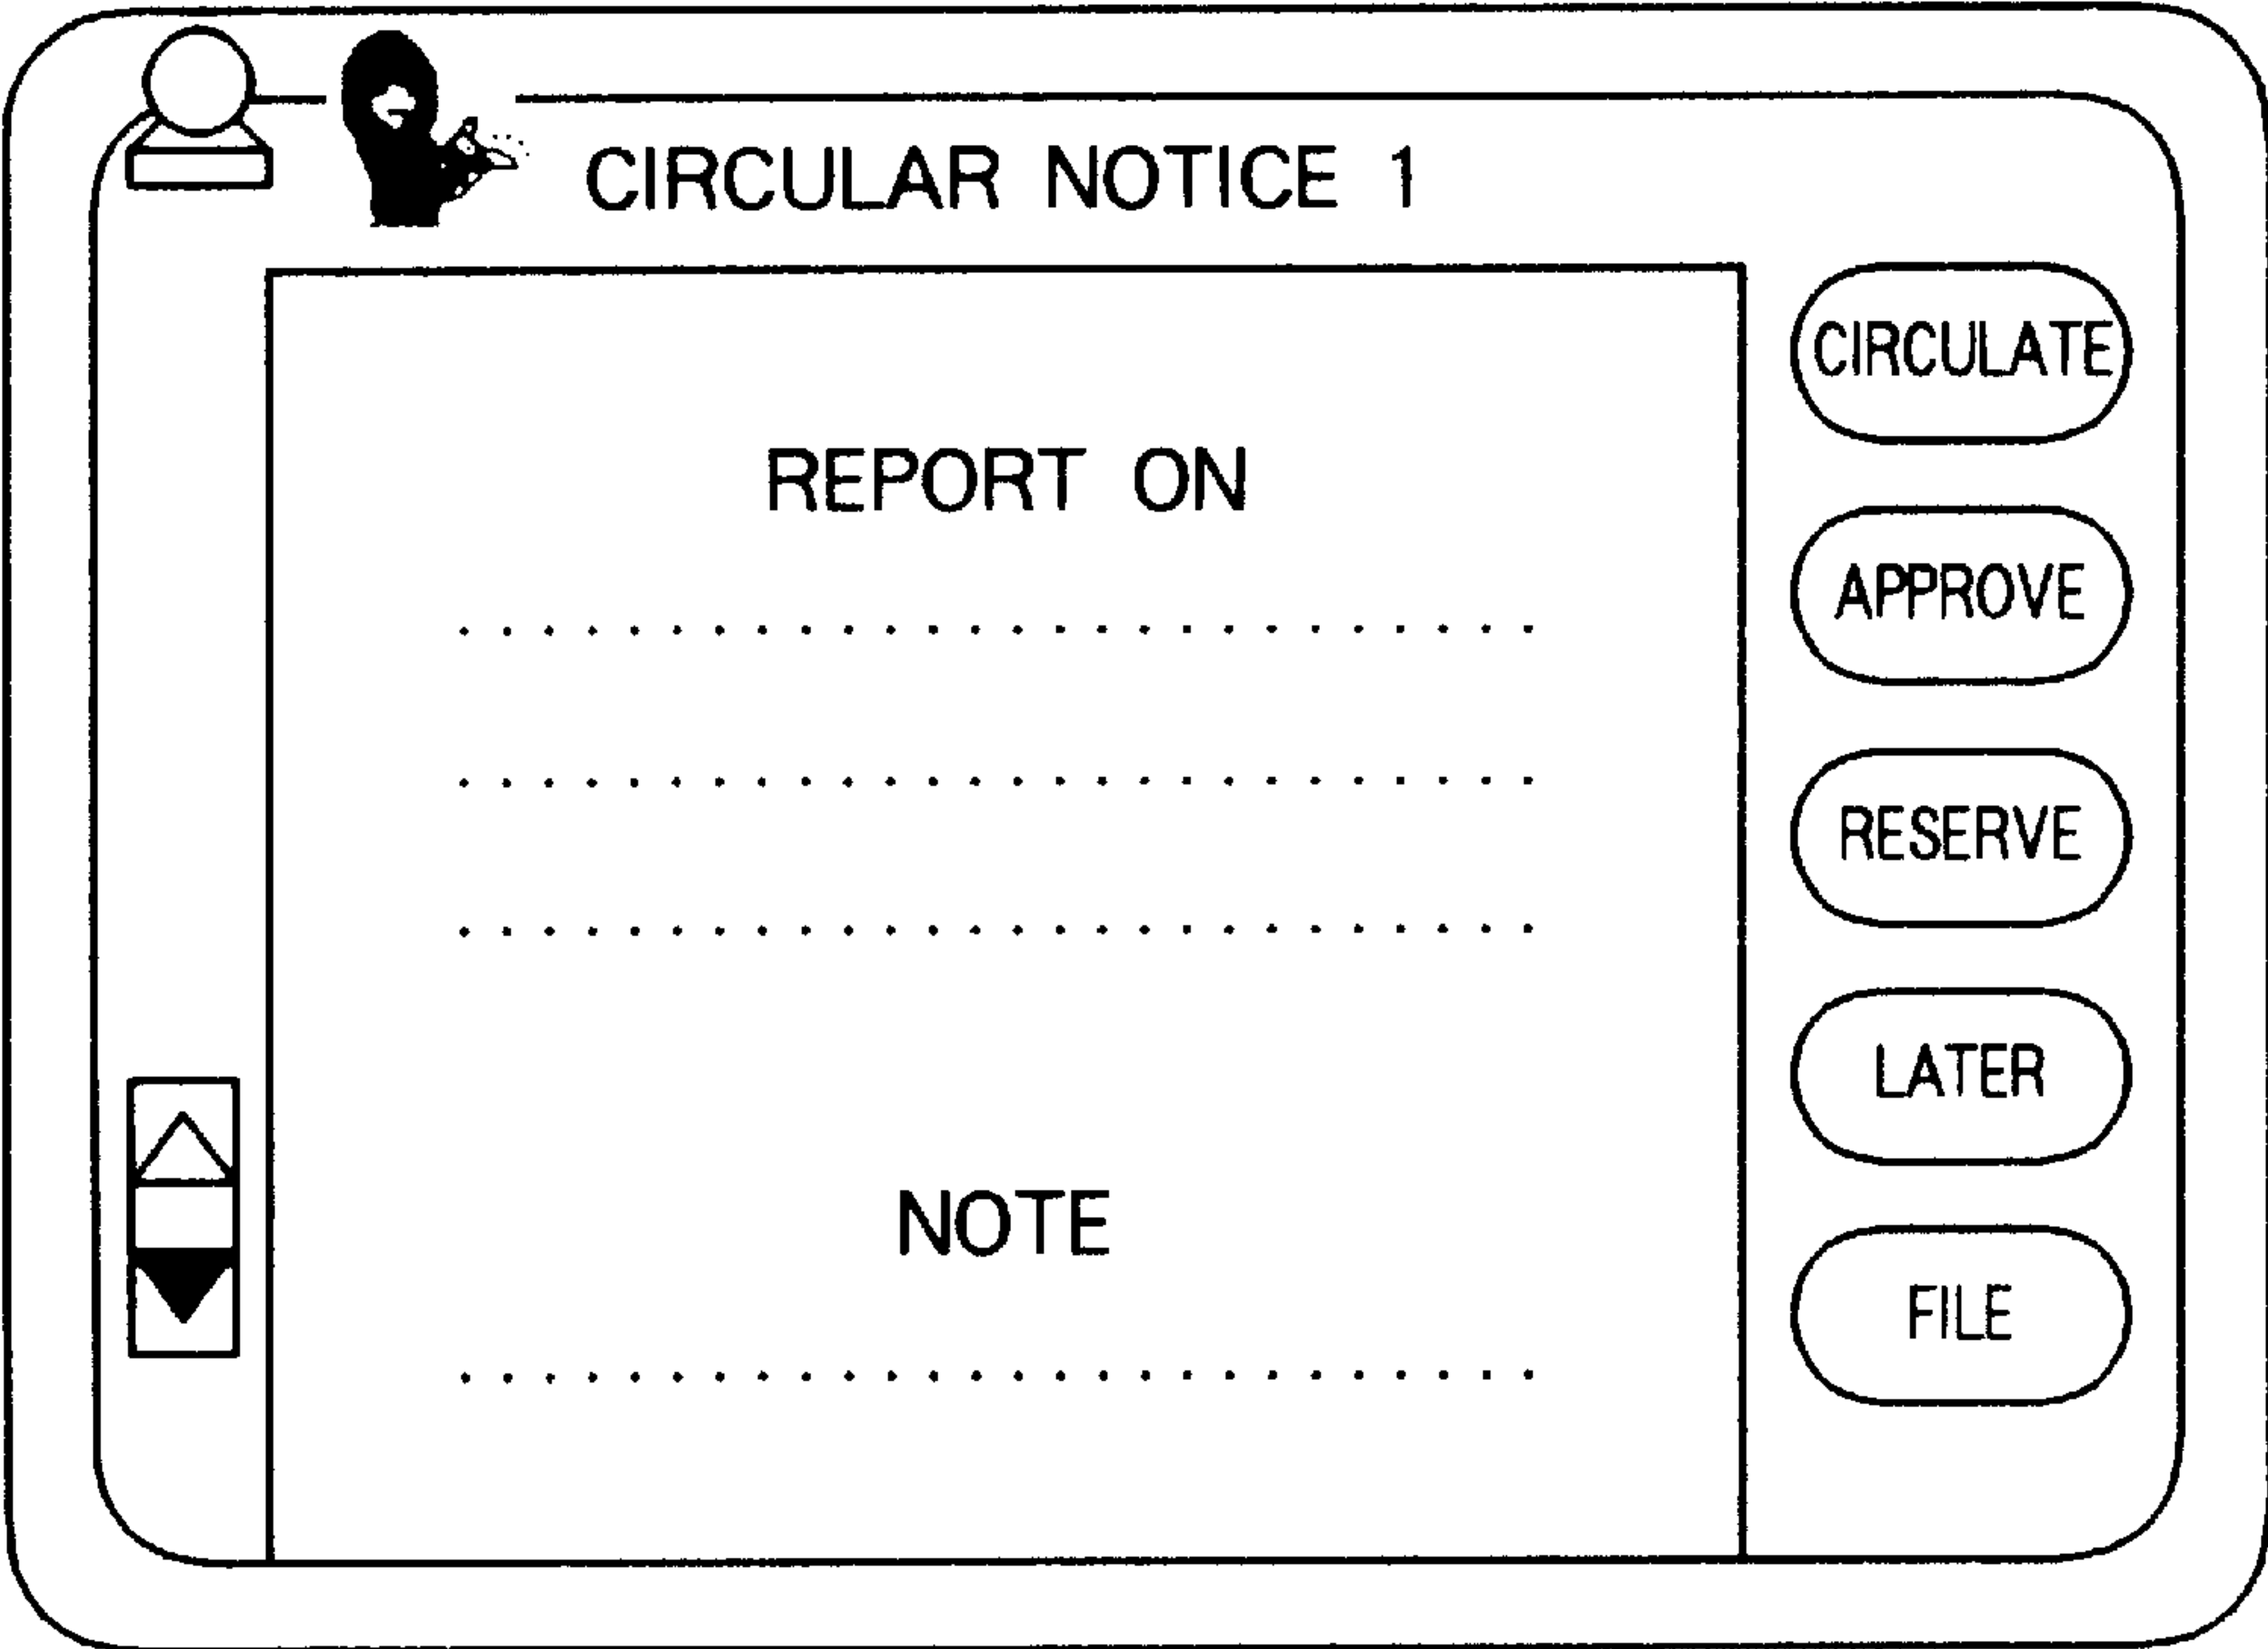 CIRCULAR NOTICE 1
REPORT ON
. . . . . . . . . . . . . . . . . . . . . . . . . .
. . . . . . . . . . . . . . . . . . . . . . . . . .
. . . . . . . . . . . . . . . . . . . . . . . . . .
NOTE
. . . . . . . . . . . . . . . . . . . . . . . . . .
CIRCULATE
APPROVE
RESERVE
LATER
FILE